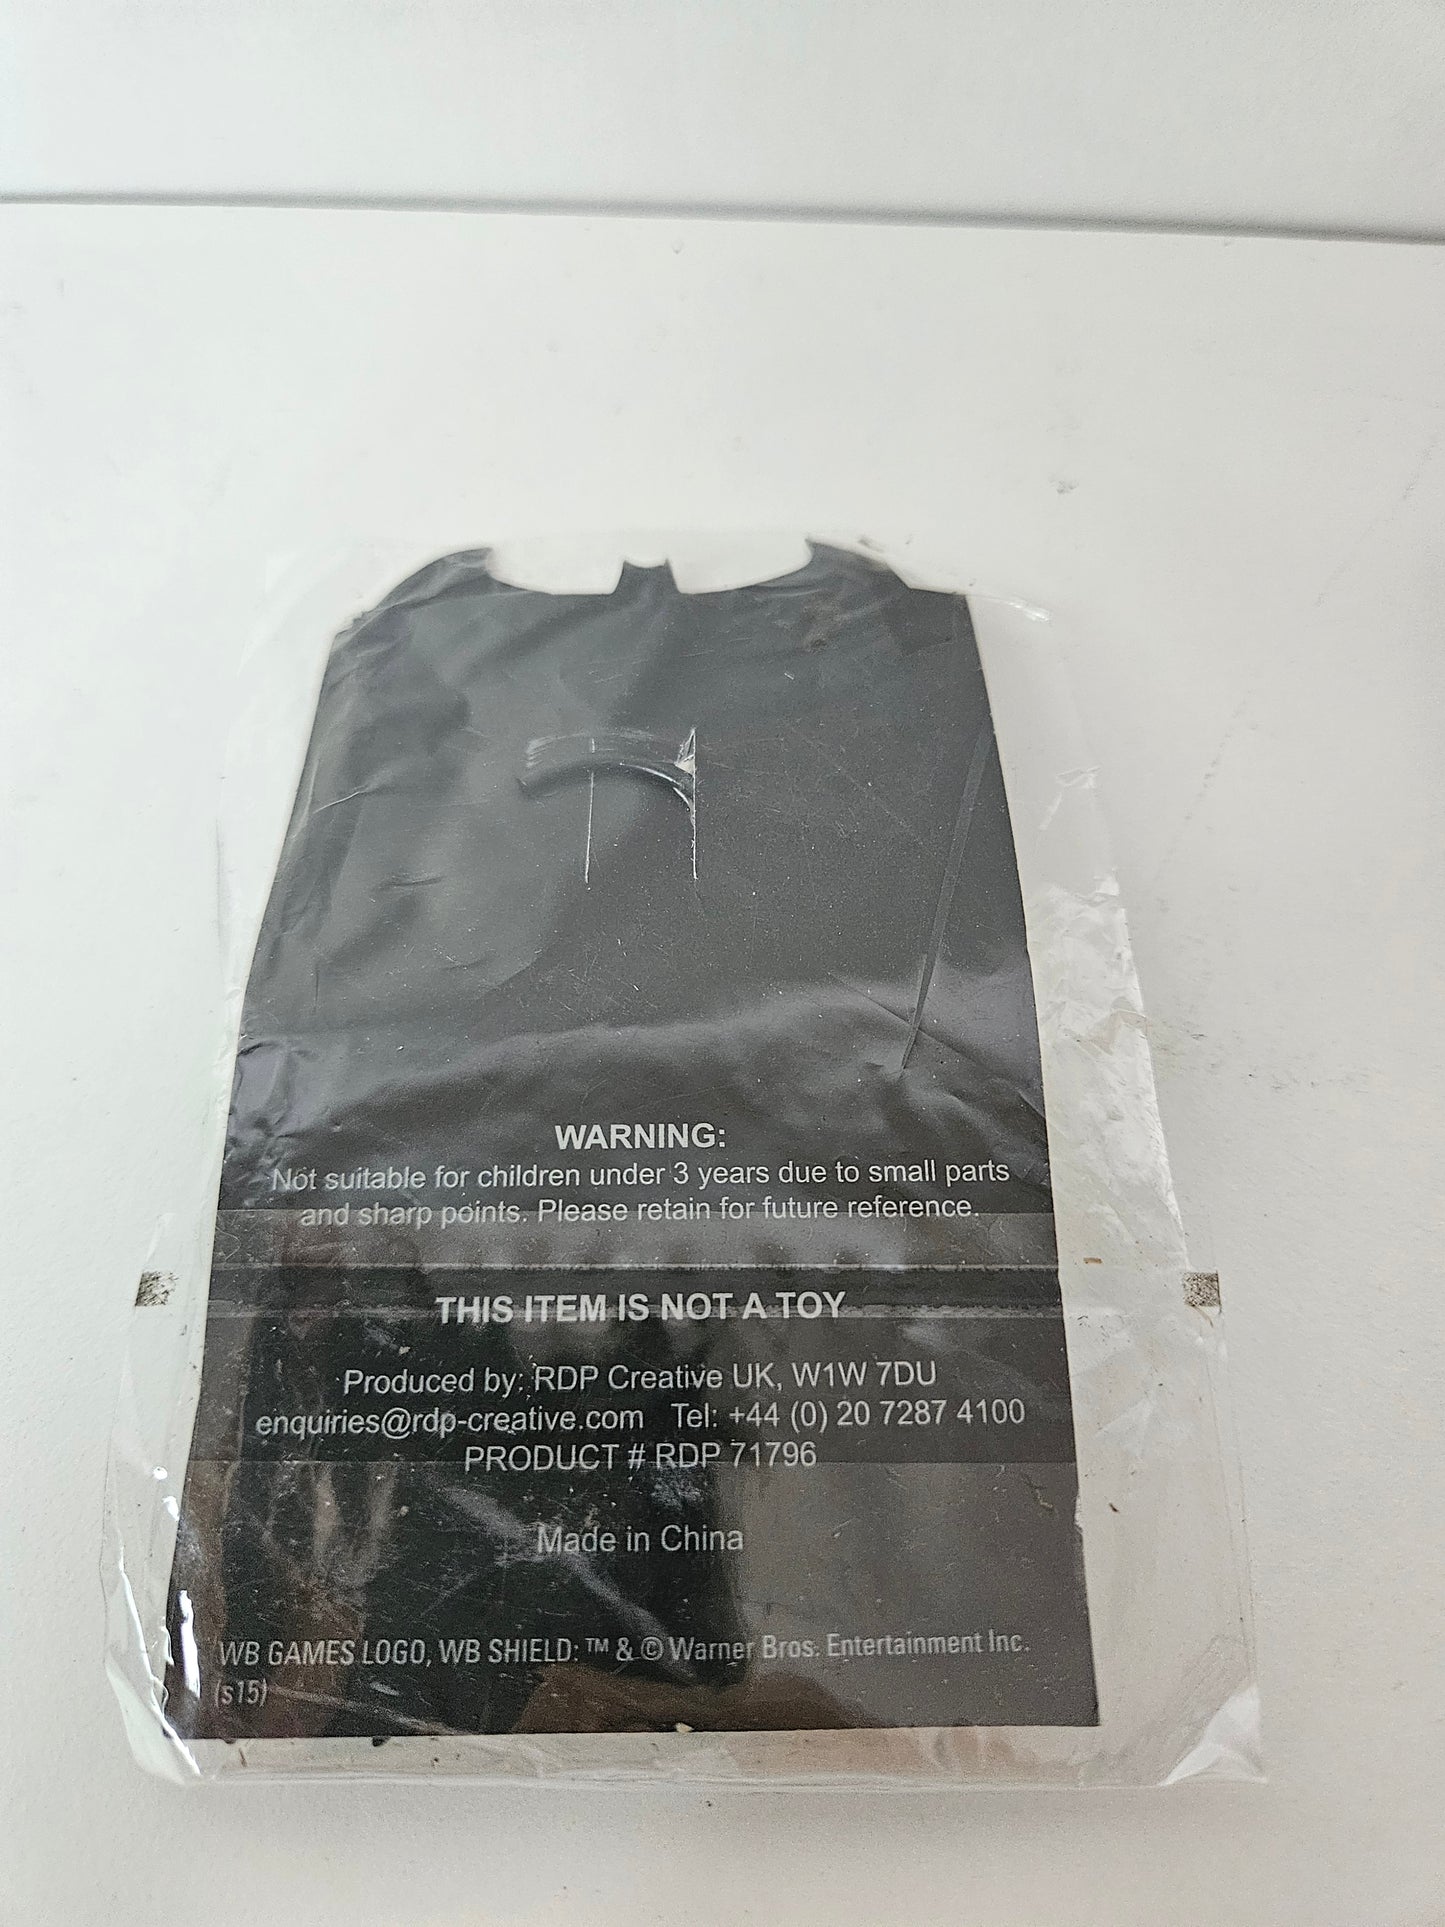 WARNING:
Not suitable for children under 3 years due to small parts
and sharp points. Please retain for future reference.
THIS ITEM IS NOT A TOY
Produced by: RDP Creative UK, W1W 7DU
enquiries@rdp-creative.com Tel: +44 (0) 20 7287 4100
PRODUCT # RDP 71796
Made in China
WB GAMES LOGO, WB SHIELD: ™ & © Warner Bros. Entertainment Inc.
(s15)